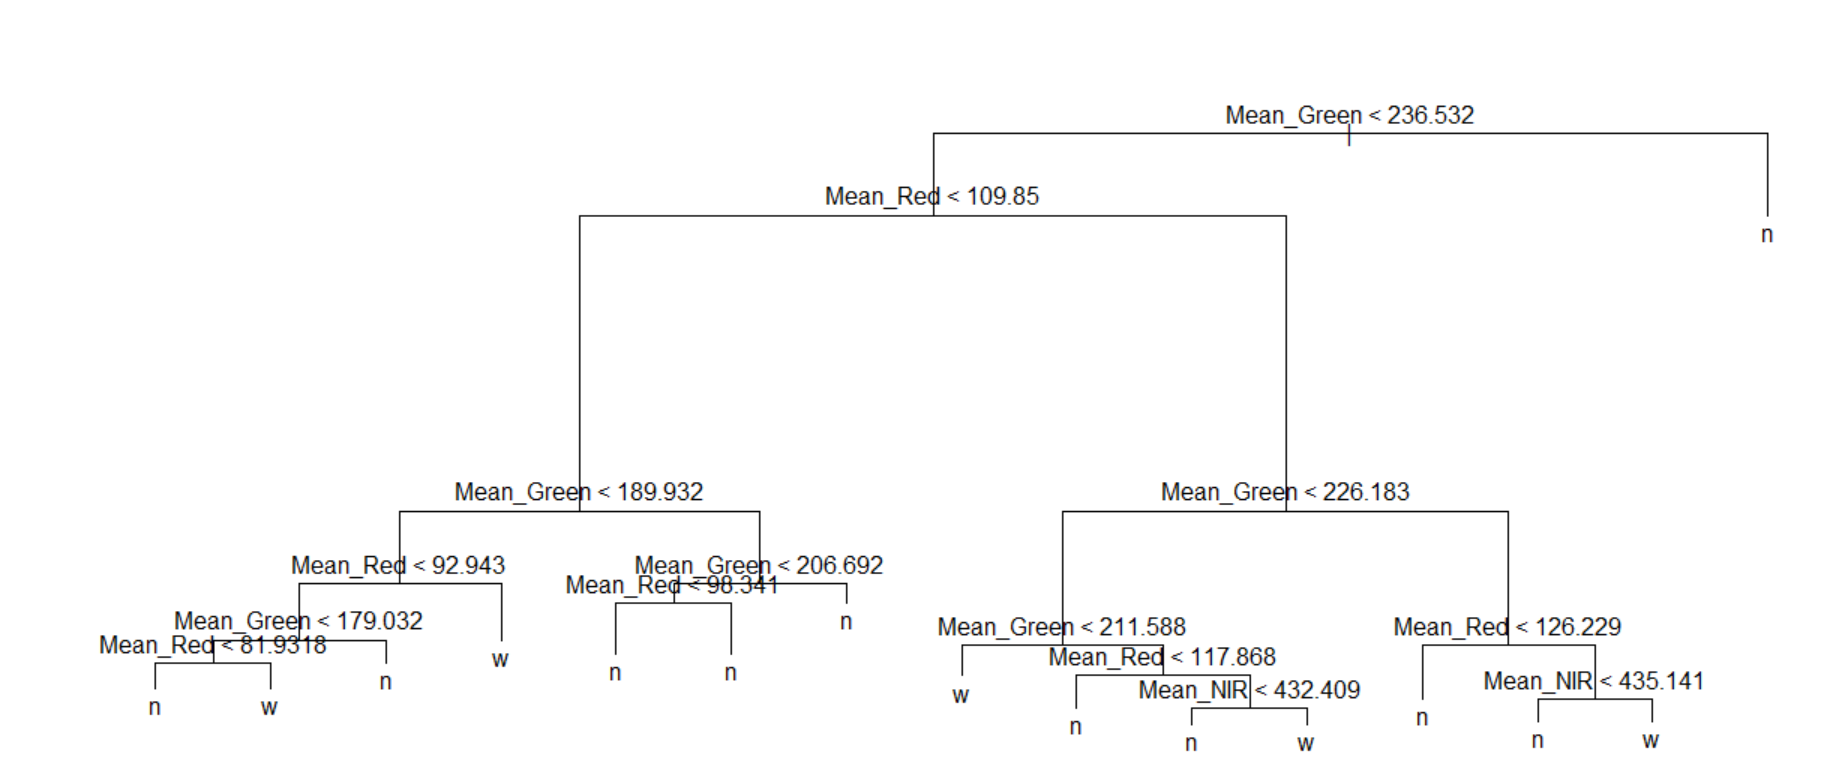 Mean_Green < 236.532
Mean_Red < 109.85
n
Mean_Green < 189.932
Mean_Green < 226.183
Mean_Red < 92.943
Mean_Green < 206.692
Mean_Red < 98.341
Mean_Green < 179.032
n
Mean_Green < 211.588
Mean_Red < 126.229
Mean_Red < 81.9318
w
Mean_Red < 117.868
n
n
n
Mean_NIR < 432.409
Mean_NIR < 435.141
w
n
w
n
n
n
w
n
w